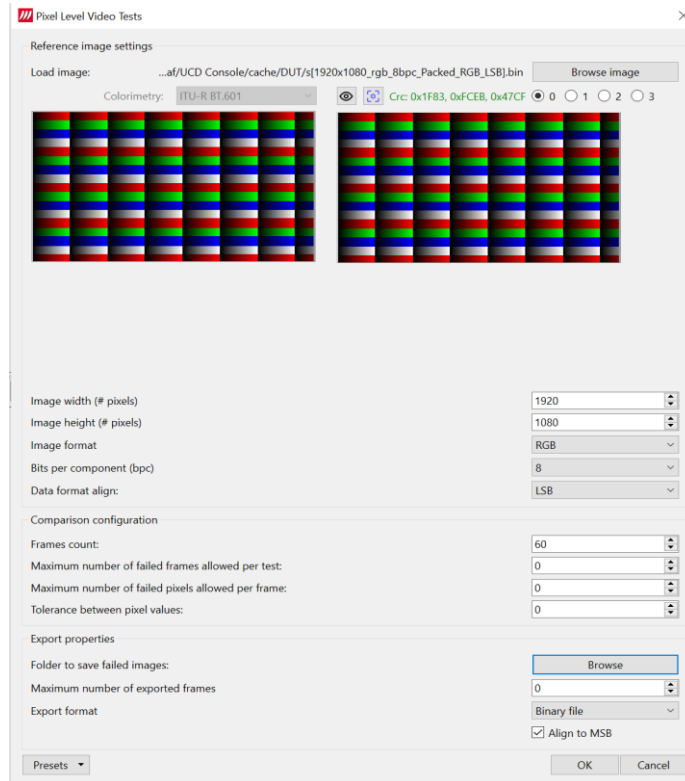 Pixel Level Video Tests
Reference image settings
Load image: ...af/UCD Console/cache/DUT/s[1920x1080_rgb_8bpc_Packed_RGB_LSB].bin Browse image
Colorimetry: ITU-R BT.601 Crc: 0x1F83, 0xFCEB, 0x47CF 0 1 2 3
Image width (# pixels) 1920
Image height (# pixels) 1080
Image format RGB
Bits per component (bpc) 8
Data format align: LSB
Comparison configuration
Frames count: 60
Maximum number of failed frames allowed per test: 0
Maximum number of failed pixels allowed per frame: 0
Tolerance between pixel values: 0
Export properties
Folder to save failed images: Browse
Maximum number of exported frames 0
Export format Binary file
Align to MSB
Presets OK Cancel